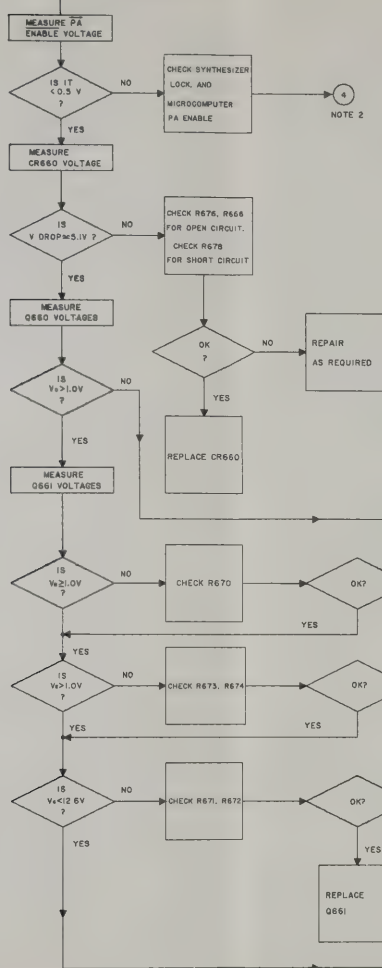 MEASURE PA
ENABLE VOLTAGE
IS IT
<0.5 V
?
NO
CHECK SYNTHESIZER
LOCK, AND
MICROCOMPUTER
PA ENABLE
4
NOTE 2
YES
MEASURE
CR660 VOLTAGE
IS
V DROP≈5.1V ?
NO
CHECK R676, R666
FOR OPEN CIRCUIT.
CHECK R678
FOR SHORT CIRCUIT
YES
MEASURE
Q660 VOLTAGES
OK
?
NO
REPAIR
AS REQUIRED
IS
>1.0V
?
NO
YES
REPLACE CR660
YES
MEASURE
Q661 VOLTAGES
IS
≥1.0V
?
NO
CHECK R670
OK?
YES
YES
IS
>1.0V
?
NO
CHECK R673, R674
OK?
YES
YES
IS
<12.6V
?
NO
CHECK R671, R672
OK?
YES
YES
REPLACE
Q661